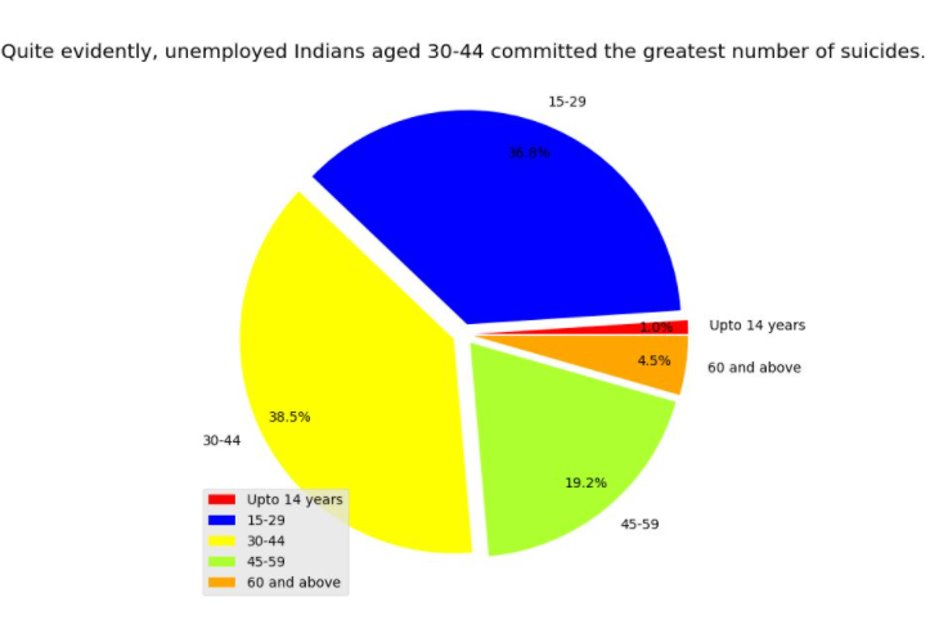 Quite evidently, unemployed Indians aged 30-44 committed the greatest number of suicides.
15-29
36.8%
1.0%
Upto 14 years
4.5%
60 and above
38.5%
30-44
19.2%
45-59
Upto 14 years
15-29
30-44
45-59
60 and above